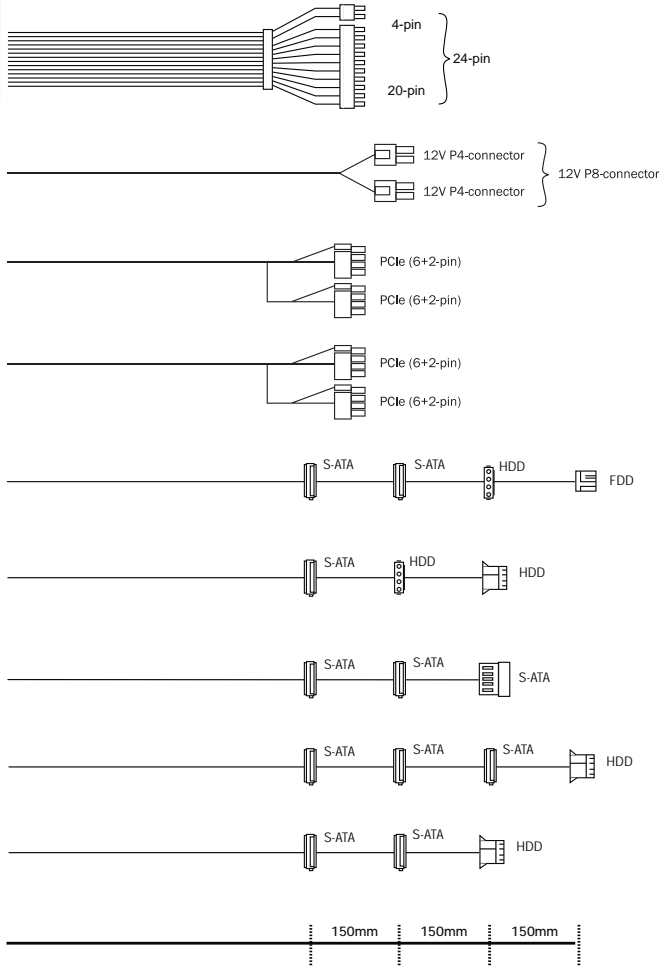 4-pin
24-pin
20-pin
12V P4-connector
12V P8-connector
12V P4-connector
PCIe (6+2-pin)
PCIe (6+2-pin)
PCIe (6+2-pin)
PCIe (6+2-pin)
S-ATA S-ATA HDD FDD
S-ATA HDD HDD
S-ATA S-ATA S-ATA
S-ATA S-ATA S-ATA HDD
S-ATA S-ATA HDD
150mm 150mm 150mm